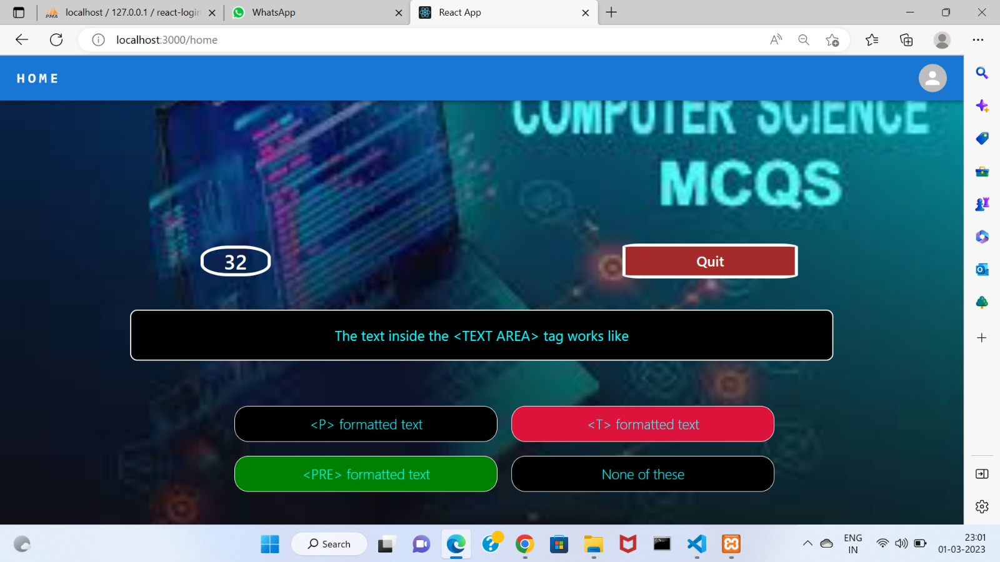 localhost / 127.0.0.1 / react-login
WhatsApp
React App
localhost:3000/home
HOME
COMPUTER SCIENCE
MCQS
32
Quit
The text inside the <TEXT AREA> tag works like
<P> formatted text
<T> formatted text
<PRE> formatted text
None of these
Search
ENG
IN
23:01
01-03-2023